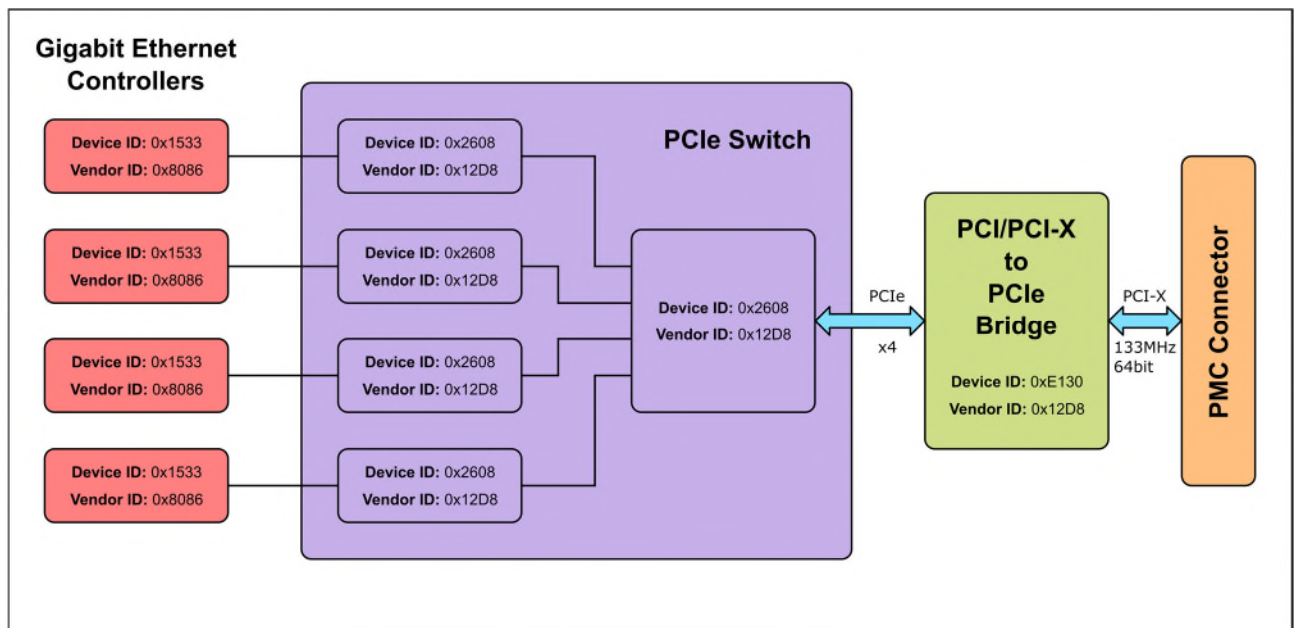 Gigabit Ethernet
Controllers
Device ID: 0x1533
Vendor ID: 0x8086
Device ID: 0x1533
Vendor ID: 0x8086
Device ID: 0x1533
Vendor ID: 0x8086
Device ID: 0x1533
Vendor ID: 0x8086
PCIe Switch
Device ID: 0x2608
Vendor ID: 0x12D8
Device ID: 0x2608
Vendor ID: 0x12D8
Device ID: 0x2608
Vendor ID: 0x12D8
Device ID: 0x2608
Vendor ID: 0x12D8
Device ID: 0x2608
Vendor ID: 0x12D8
PCIe
x4
PCI/PCI-X
to
PCIe
Bridge
Device ID: 0xE130
Vendor ID: 0x12D8
PCI-X
133MHz
64bit
PMC Connector